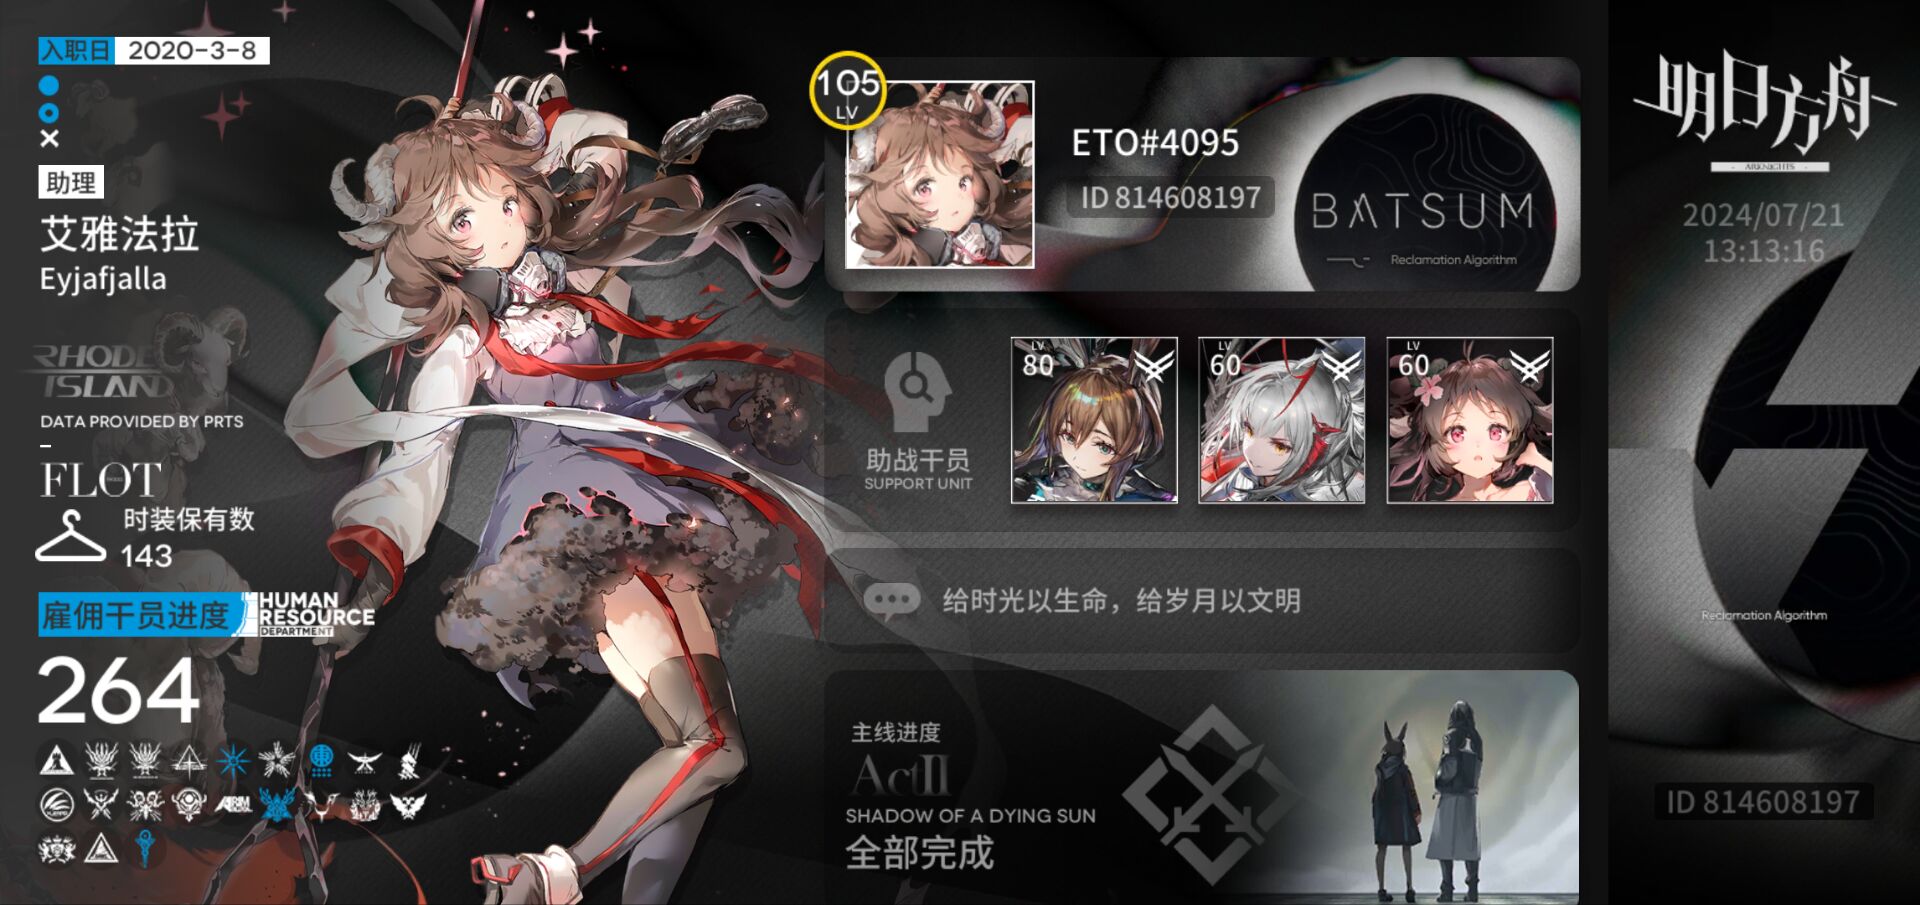 入职日 2020-3-8
助理
艾雅法拉
Eyjafjalla
RHODE
ISLAND
DATA PROVIDED BY PRTS
FLOT
时装保有数
143
雇佣干员进度
HUMAN
RESOURCE
DEPARTMENT
264
105
LV
ETO#4095
ID 814608197
BATSUM
Reclamation Algorithm
助战干员
SUPPORT UNIT
LV
80
LV
60
LV
60
给时光以生命，给岁月以文明
主线进度
ActII
SHADOW OF A DYING SUN
全部完成
明日方舟
ARKNIGHTS
2024/07/21
13:13:16
Reclamation Algorithm
ID 814608197